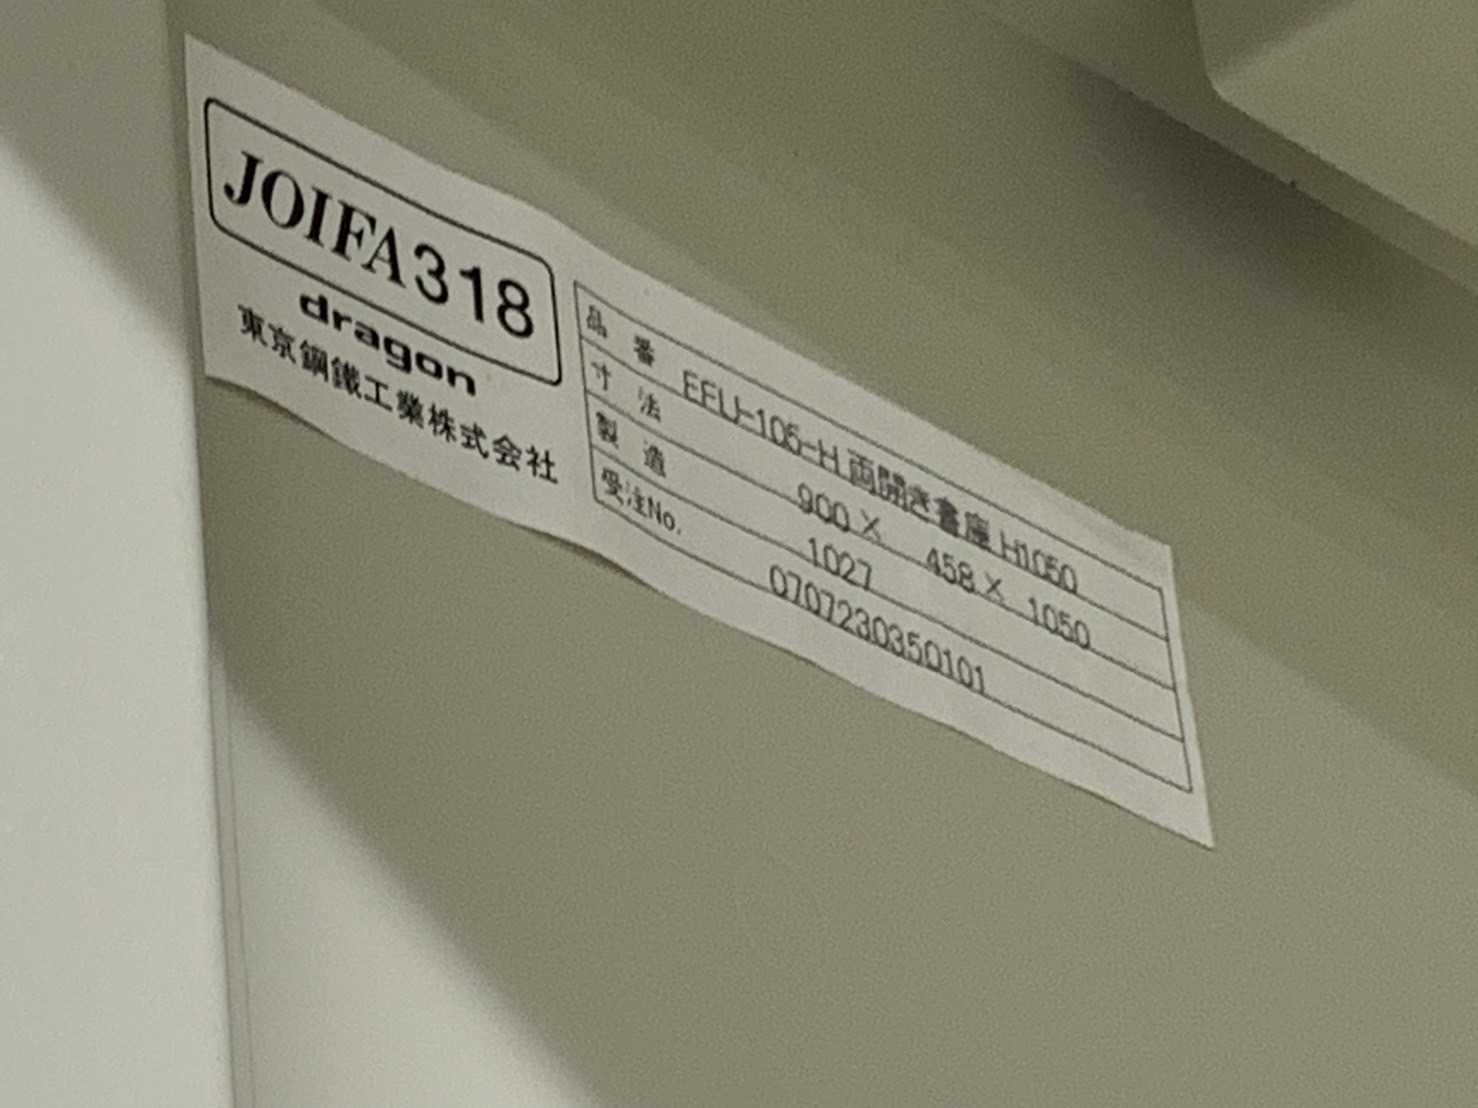 JOIFA318
dragon
東京鋼鐵工業株式会社
品 番 EFU-105-H 両開き書庫 H1050
寸 法 900 × 458 × 1050
製 造 1027
受注No. 0707230350101